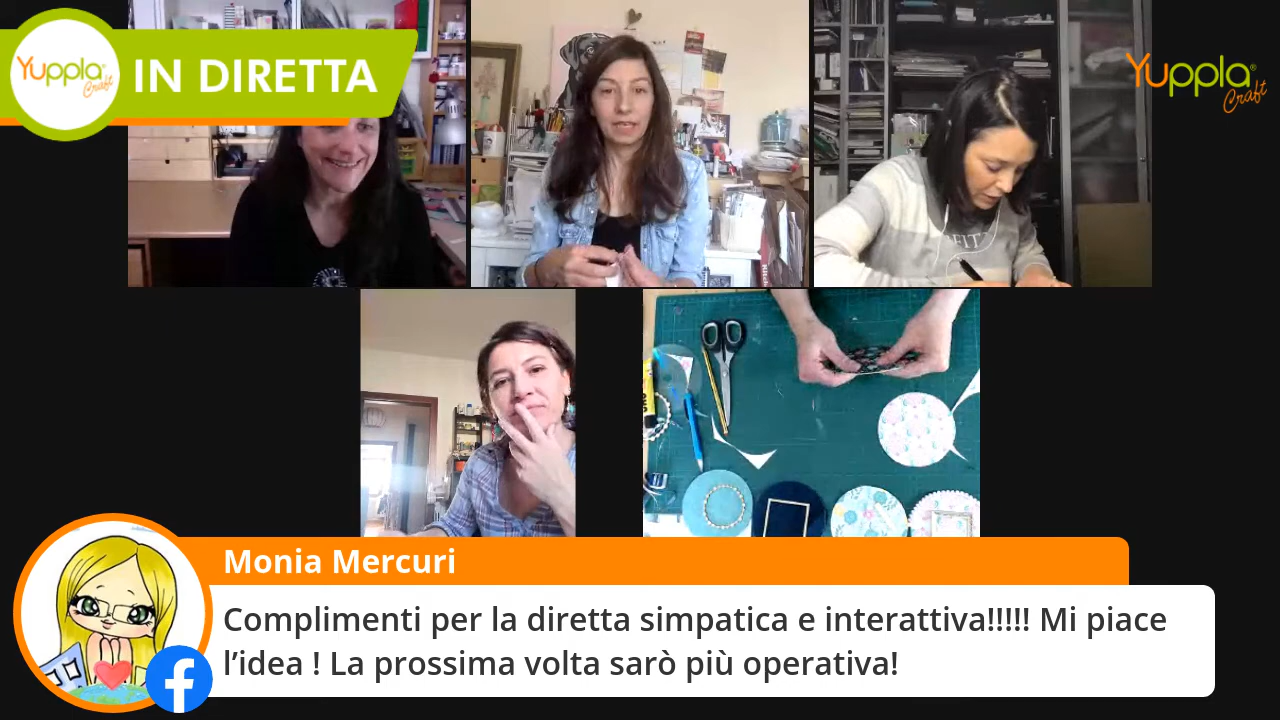 Yuppla®
Craft
IN DIRETTA
Yuppla®
Craft
Monia Mercuri
Complimenti per la diretta simpatica e interattiva!!!!! Mi piace
l’idea ! La prossima volta sarò più operativa!